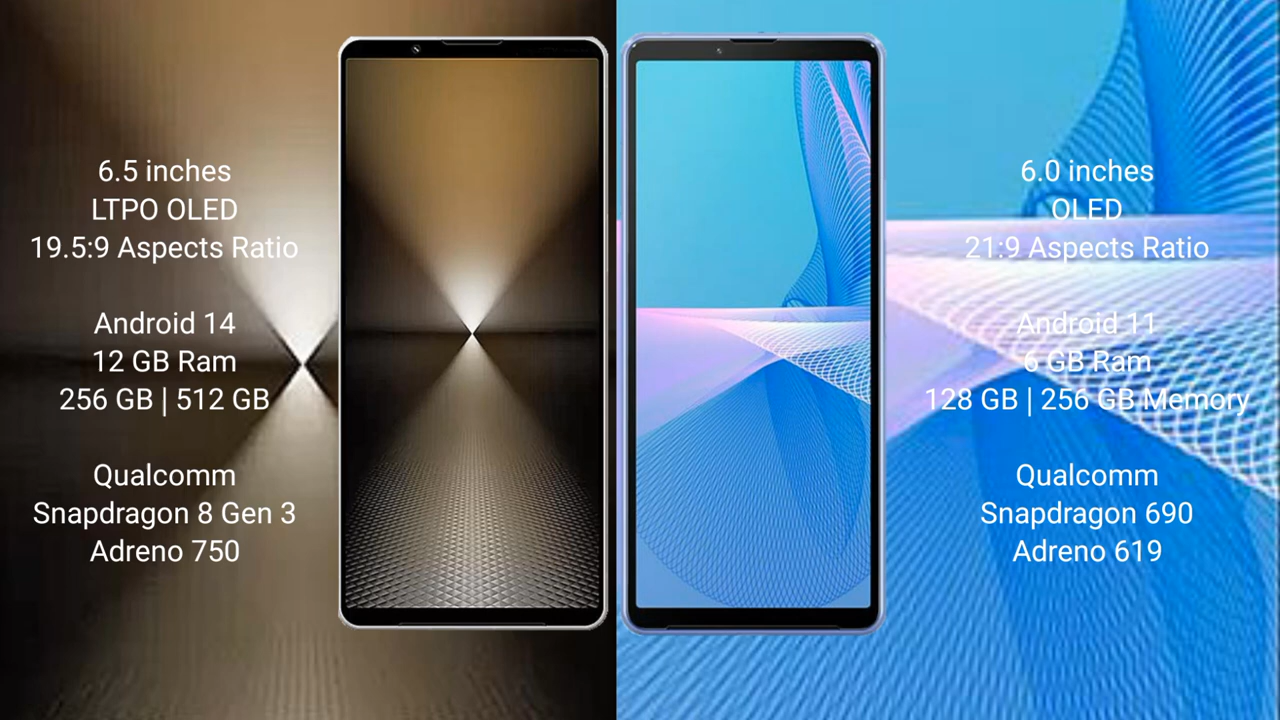 6.5 inches
LTPO OLED
19.5:9 Aspects Ratio
Android 14
12 GB Ram
256 GB | 512 GB
Qualcomm
Snapdragon 8 Gen 3
Adreno 750
6.0 inches
OLED
21:9 Aspects Ratio
Android 11
6 GB Ram
128 GB | 256 GB Memory
Qualcomm
Snapdragon 690
Adreno 619